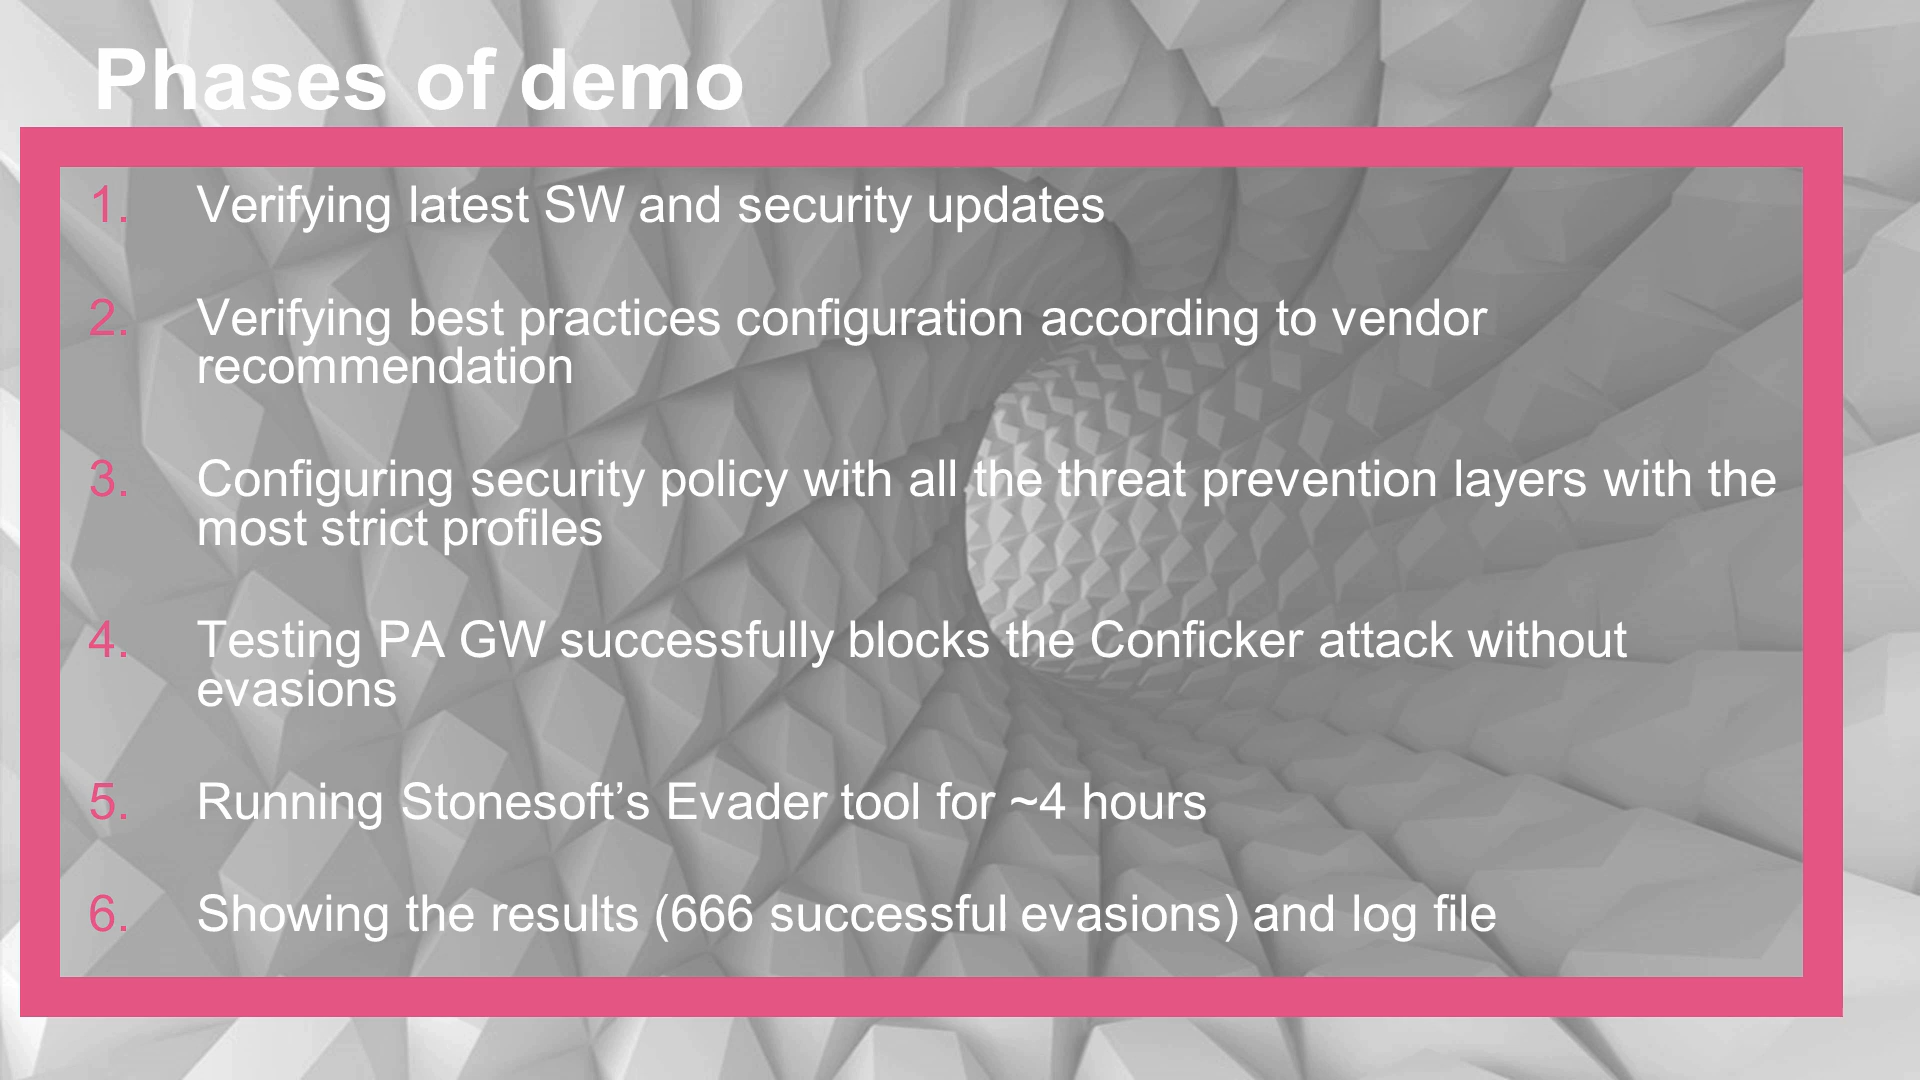 Phases of demo
1. Verifying latest SW and security updates
2. Verifying best practices configuration according to vendor
recommendation
3. Configuring security policy with all the threat prevention layers with the
most strict profiles
4. Testing PA GW successfully blocks the Conficker attack without
evasions
5. Running Stonesoft’s Evader tool for ~4 hours
6. Showing the results (666 successful evasions) and log file